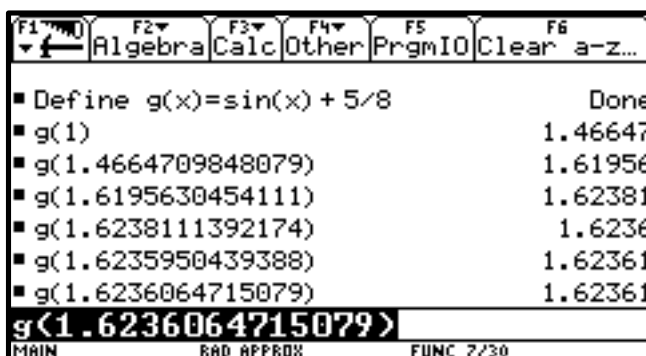 F1 F2 F3 F4 F5 F6
Algebra Calc Other PrgmIO Clear a-z…
▪ Define g(x)=sin(x) + 5/8 Done
▪ g(1) 1.46647
▪ g(1.4664709848079) 1.61956
▪ g(1.6195630454111) 1.62381
▪ g(1.6238111392174) 1.6236
▪ g(1.6235950439388) 1.62361
▪ g(1.6236064715079) 1.62361
g(1.6236064715079)
MAIN RAD APPROX FUNC 7/30